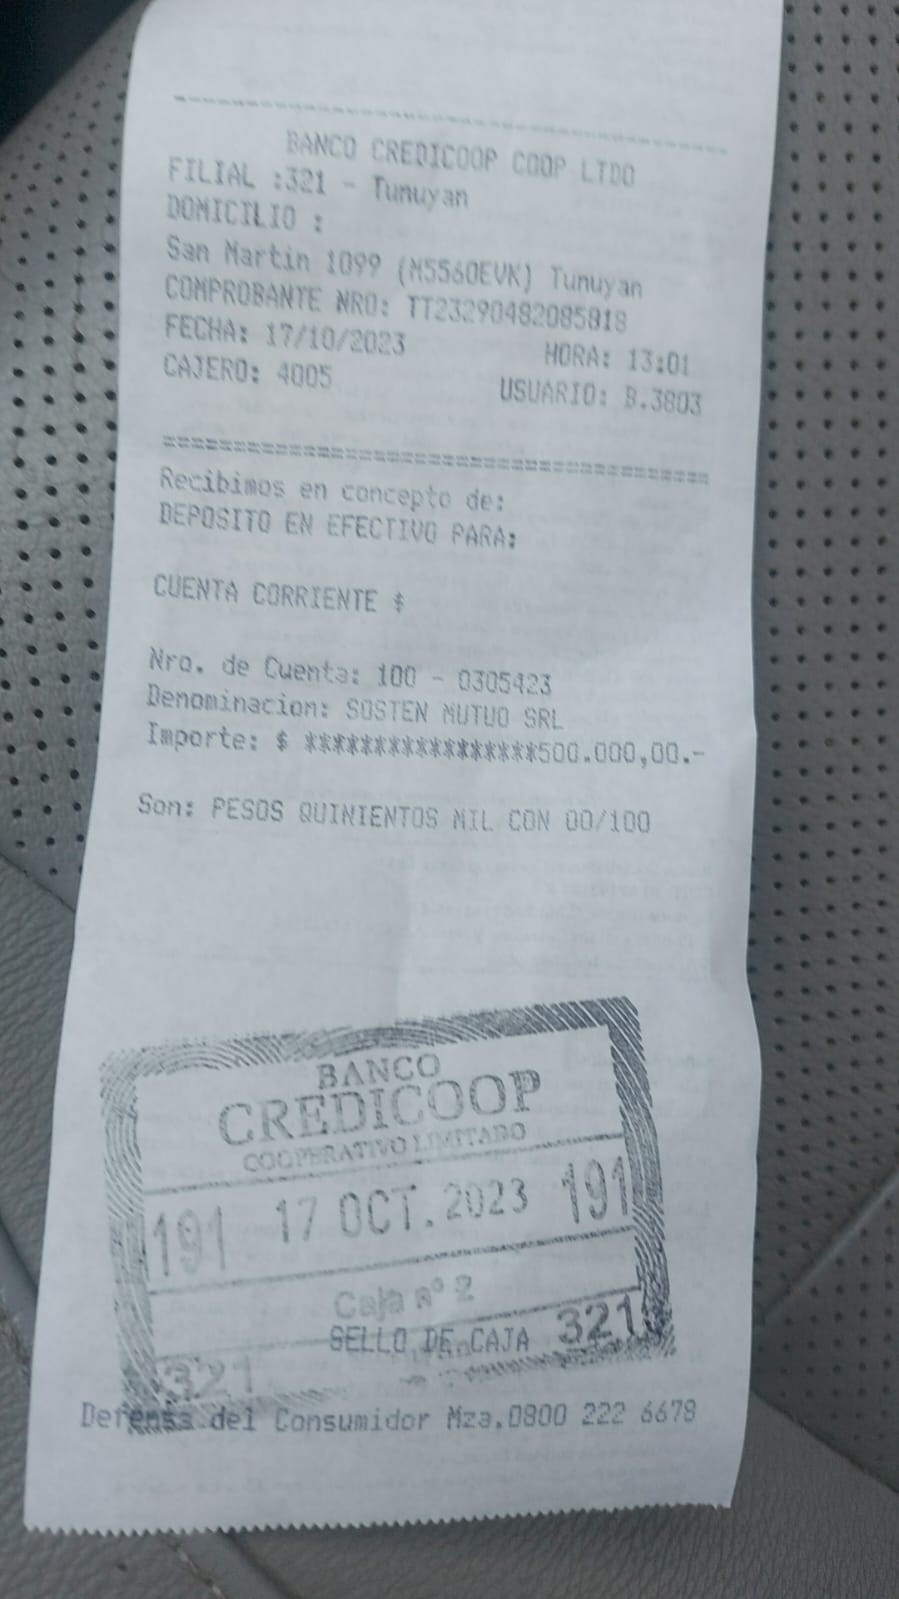 BANCO CREDICOOP COOP LTDO
FILIAL :321 - Tunuyan
DOMICILIO :
San Martin 1099 (M5560EVK) Tunuyan
COMPROBANTE NRO: TT23290482085818
FECHA: 17/10/2023 HORA: 13:01
CAJERO: 4005 USUARIO: B.3803
Recibimos en concepto de:
DEPOSITO EN EFECTIVO PARA:
CUENTA CORRIENTE $
Nro. de Cuenta: 100 - 0305423
Denominacion: SOSTEN MUTUO SRL
Importe: $ *****************500.000,00.-
Son: PESOS QUINIENTOS MIL CON 00/100
BANCO
CREDICOOP
COOPERATIVO LIMITADO
191 17 OCT. 2023 191
Caja nº 2
SELLO DE CAJA 321
321
Defensa del Consumidor Mza.0800 222 6678